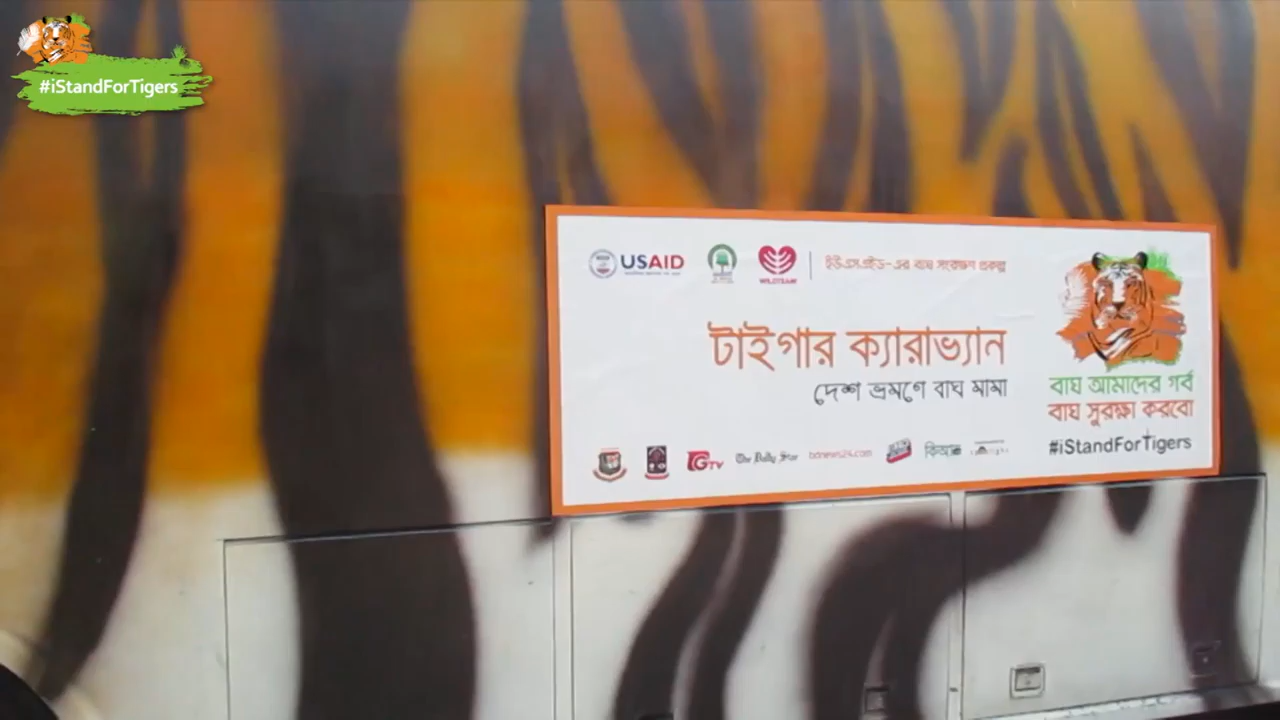 #iStandForTigers
USAID
WILDTEAM
ইউএসএইড-এর বাঘ সংরক্ষণ প্রকল্প
টাইগার ক্যারাভ্যান
দেশ ভ্রমণে বাঘ মামা
বাঘ আমাদের গর্ব
বাঘ সুরক্ষা করবো
#iStandForTigers
GTV
The Daily Star
bdnews24.com